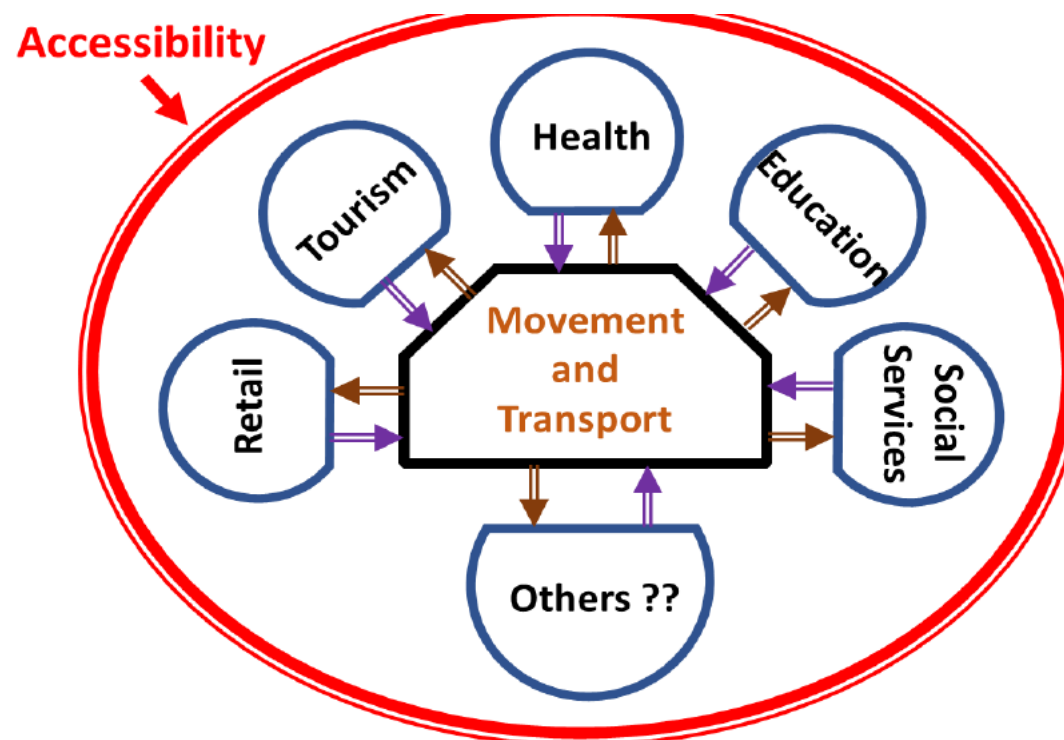 Accessibility
Health
Tourism
Education
Movement
and
Transport
Retail
Social
Services
Others ??